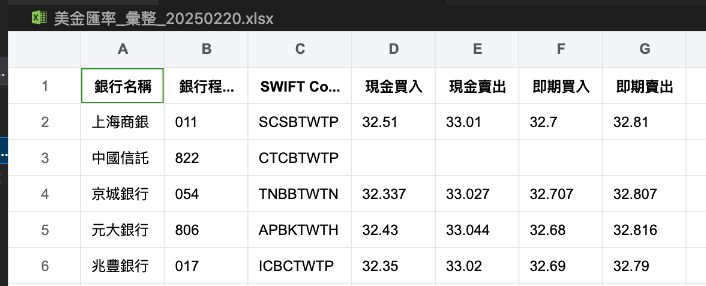 美金匯率_彙整_20250220.xlsx
A B C D E F G
1 銀行名稱 銀行程... SWIFT Co... 現金買入 現金賣出 即期買入 即期賣出
2 上海商銀 011 SCSBTWTP 32.51 33.01 32.7 32.81
3 中國信託 822 CTCBTWTP
4 京城銀行 054 TNBBTWTN 32.337 33.027 32.707 32.807
5 元大銀行 806 APBKTWTH 32.43 33.044 32.68 32.816
6 兆豐銀行 017 ICBCTWTP 32.35 33.02 32.69 32.79